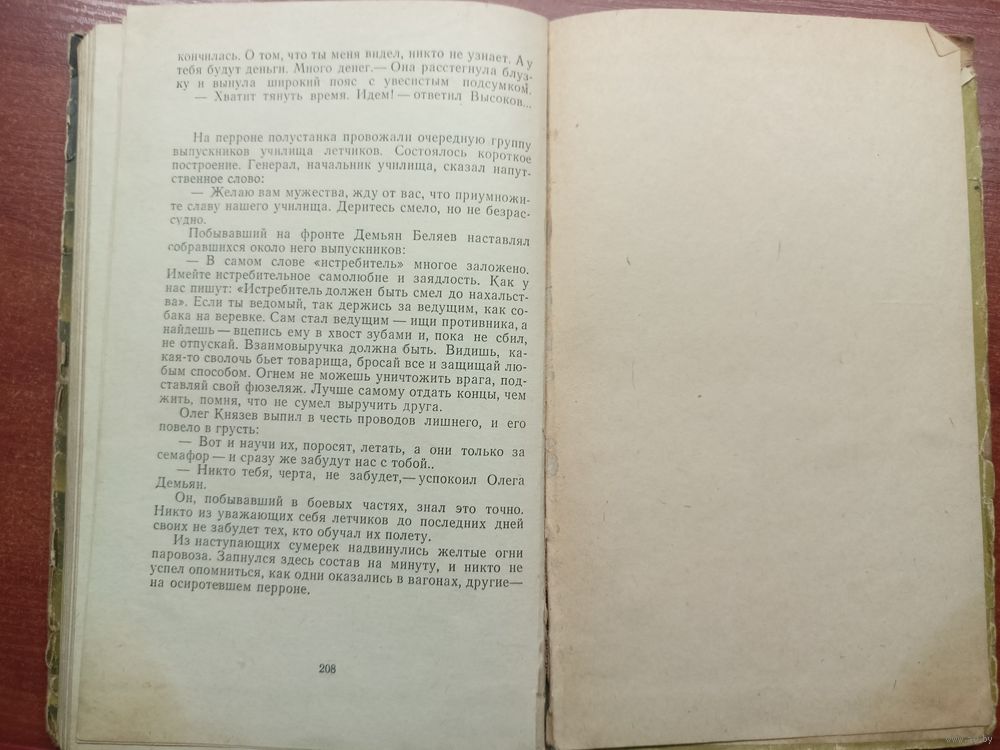 кончилась. О том, что ты меня видел, никто не узнает. А у
тебя будут деньги. Много денег.— Она расстегнула блуз-
ку и вынула широкий пояс с увесистым подсумком.
— Хватит тянуть время. Идем! — ответил Высоков...
На перроне полустанка провожали очередную группу
выпускников училища летчиков. Состоялось короткое
построение. Генерал, начальник училища, сказал напут-
ственное слово:
— Желаю вам мужества, жду от вас, что приумножи-
те славу нашего училища. Деритесь смело, но не безрас-
судно.
Побывавший на фронте Демьян Беляев наставлял
собравшихся около него выпускников:
— В самом слове «истребитель» многое заложено.
Имейте истребительное самолюбие и заядлость. Как у
нас пишут: «Истребитель должен быть смел до нахальст-
ва». Если ты ведомый, так держись за ведущим, как со-
бака на веревке. Сам стал ведущим — ищи противника, а
найдешь — вцепись ему в хвост зубами и, пока не сбил,
не отпускай. Взаимовыручка должна быть. Видишь, ка-
кая-то сволочь бьет товарища, бросай все и защищай лю-
бым способом. Огнем не можешь уничтожить врага, под-
ставляй свой фюзеляж. Лучше самому отдать концы, чем
жить, помня, что не сумел выручить друга.
Олег Князев выпил в честь проводов лишнего, и его
повело в грусть:
— Вот и научи их, поросят, летать, а они только за
семафор — и сразу же забудут нас с тобой..
— Никто тебя, черта, не забудет,— успокоил Олега
Демьян.
Он, побывавший в боевых частях, знал это точно.
Никто из уважающих себя летчиков до последних дней
своих не забудет тех, кто обучал их полету.
Из наступающих сумерек надвинулись желтые огни
паровоза. Запнулся здесь состав на минуту, и никто не
успел опомниться, как одни оказались в вагонах, другие—
на осиротевшем перроне.
208